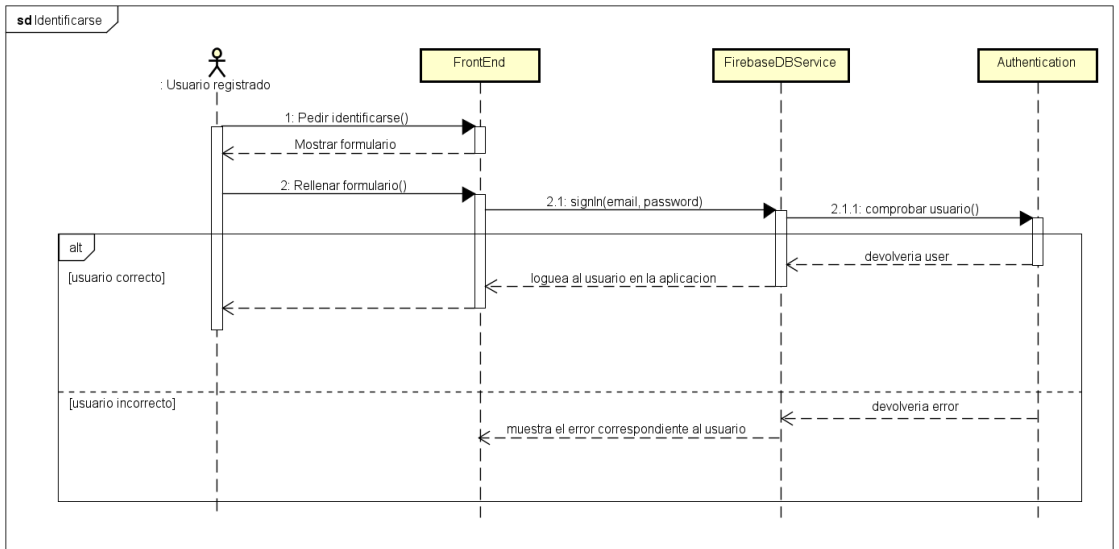 sd Identificarse
: Usuario registrado
FrontEnd
FirebaseDBService
Authentication
1: Pedir identificarse()
Mostrar formulario
2: Rellenar formulario()
2.1: signIn(email, password)
2.1.1: comprobar usuario()
alt
[usuario correcto]
devolveria user
loguea al usuario en la aplicacion
[usuario incorrecto]
devolveria error
muestra el error correspondiente al usuario